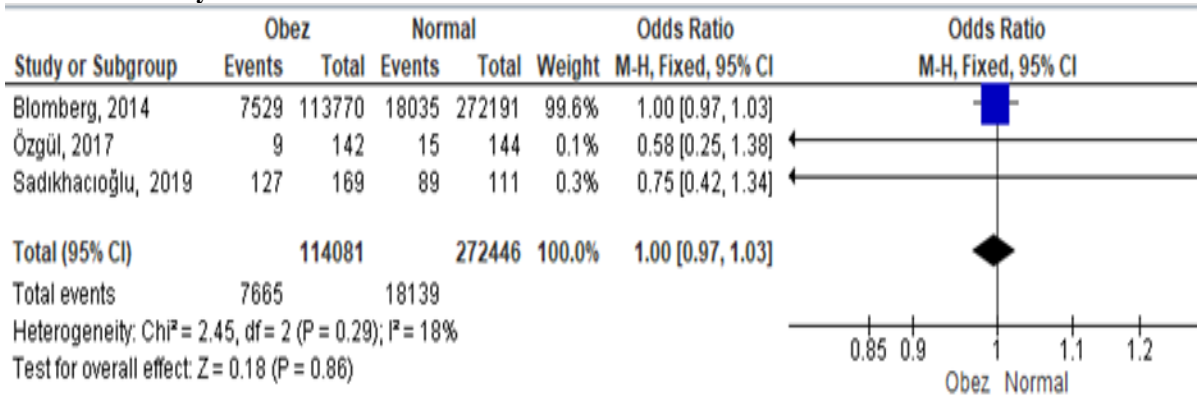 Obez Normal Odds Ratio Odds Ratio
Study or Subgroup Events Total Events Total Weight M-H, Fixed, 95% CI M-H, Fixed, 95% CI
Blomberg, 2014 7529 113770 18035 272191 99.6% 1.00 [0.97, 1.03]
Özgül, 2017 9 142 15 144 0.1% 0.58 [0.25, 1.38]
Sadıkhacıoğlu, 2019 127 169 89 111 0.3% 0.75 [0.42, 1.34]
Total (95% CI) 114081 272446 100.0% 1.00 [0.97, 1.03]
Total events 7665 18139
Heterogeneity: Chi² = 2.45, df = 2 (P = 0.29); I² = 18%
Test for overall effect: Z = 0.18 (P = 0.86)
0.85 0.9 1 1.1 1.2
Obez Normal